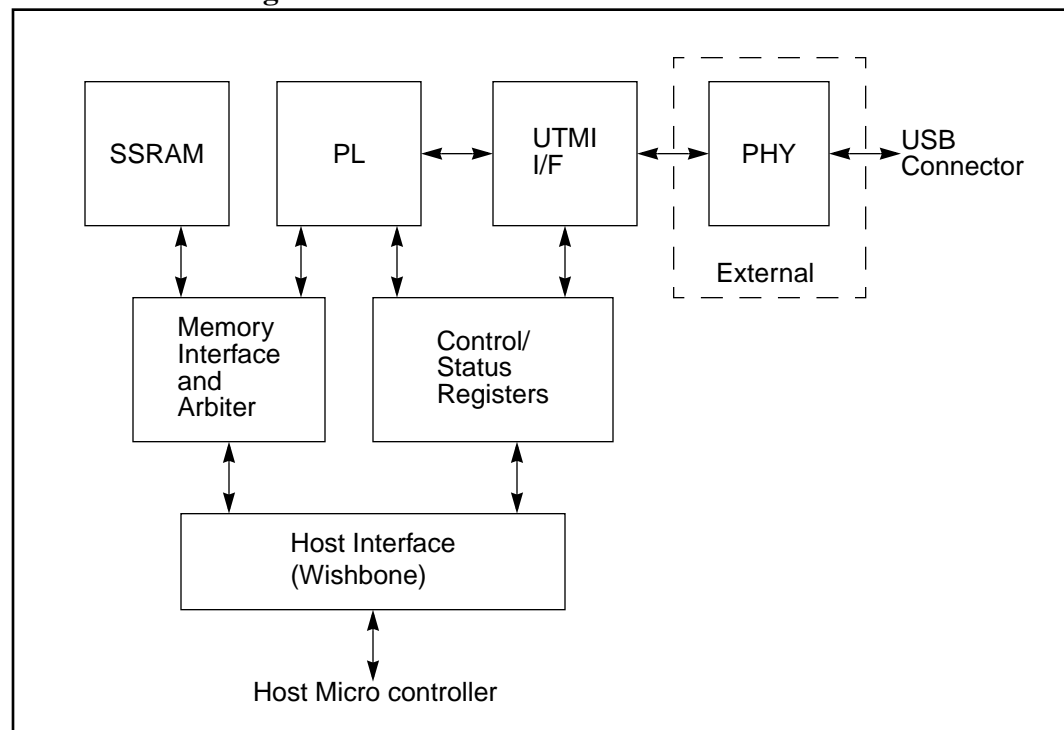 SSRAM
PL
UTMI
I/F
PHY
USB
Connector
External
Memory
Interface
and
Arbiter
Control/
Status
Registers
Host Interface
(Wishbone)
Host Micro controller